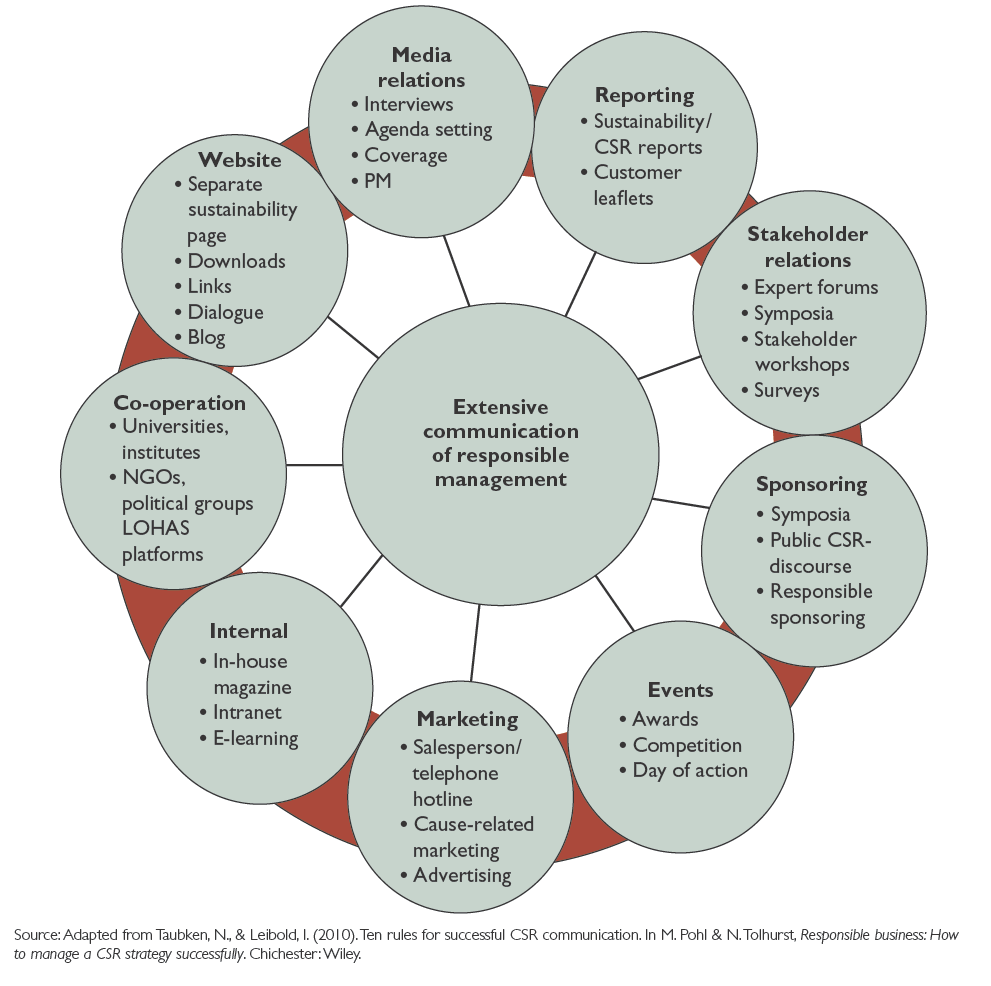 Media
relations
• Interviews
• Agenda setting
• Coverage
• PM
Reporting
• Sustainability/
CSR reports
• Customer
leaflets
Stakeholder
relations
• Expert forums
• Symposia
• Stakeholder
workshops
• Surveys
Sponsoring
• Symposia
• Public CSR-
discourse
• Responsible
sponsoring
Events
• Awards
• Competition
• Day of action
Marketing
• Salesperson/
telephone
hotline
• Cause-related
marketing
• Advertising
Internal
• In-house
magazine
• Intranet
• E-learning
Co-operation
• Universities,
institutes
• NGOs,
political groups
LOHAS
platforms
Website
• Separate
sustainability
page
• Downloads
• Links
• Dialogue
• Blog
Extensive
communication
of responsible
management
Source: Adapted from Taubken, N., & Leibold, I. (2010). Ten rules for successful CSR communication. In M. Pohl & N. Tolhurst, Responsible business: How
to manage a CSR strategy successfully. Chichester: Wiley.